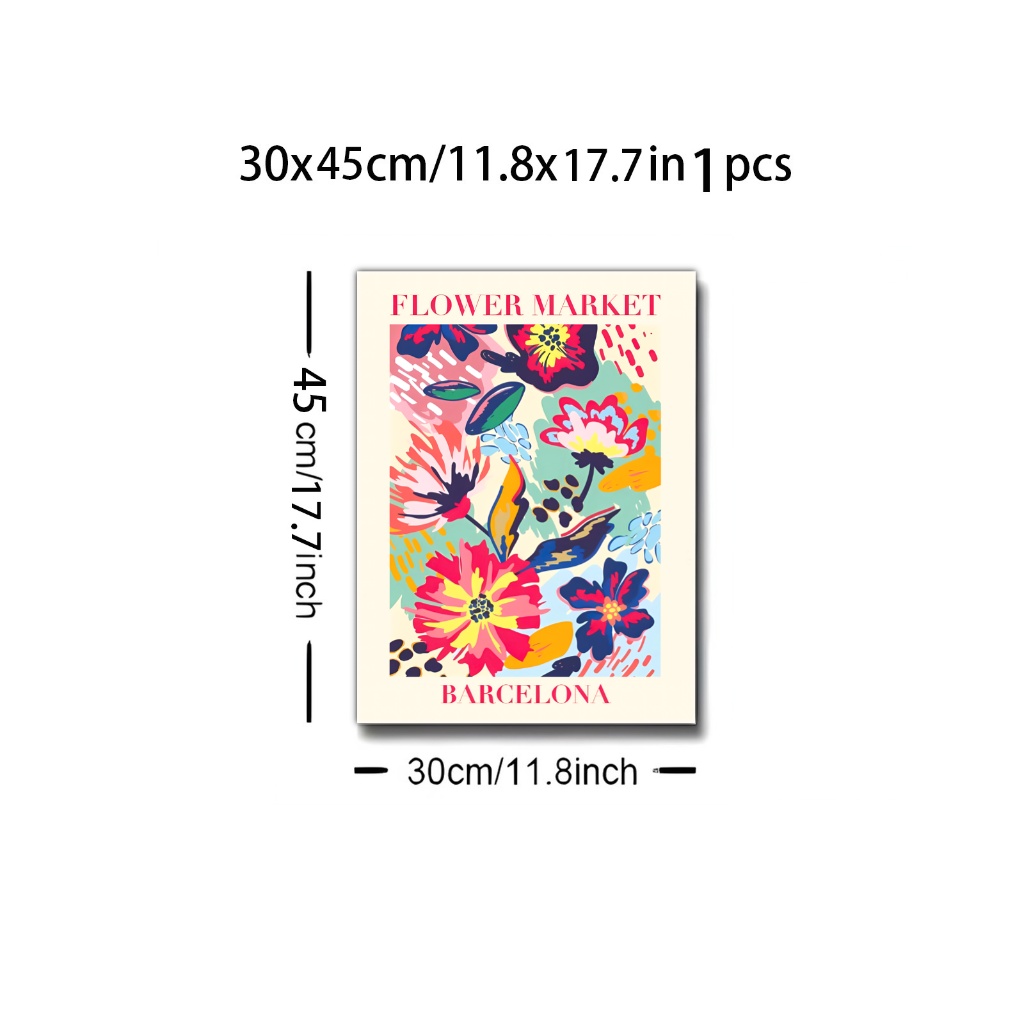 30x45cm/11.8x17.7in 1 pcs
FLOWER MARKET
45 cm/17.7inch
BARCELONA
30cm/11.8inch